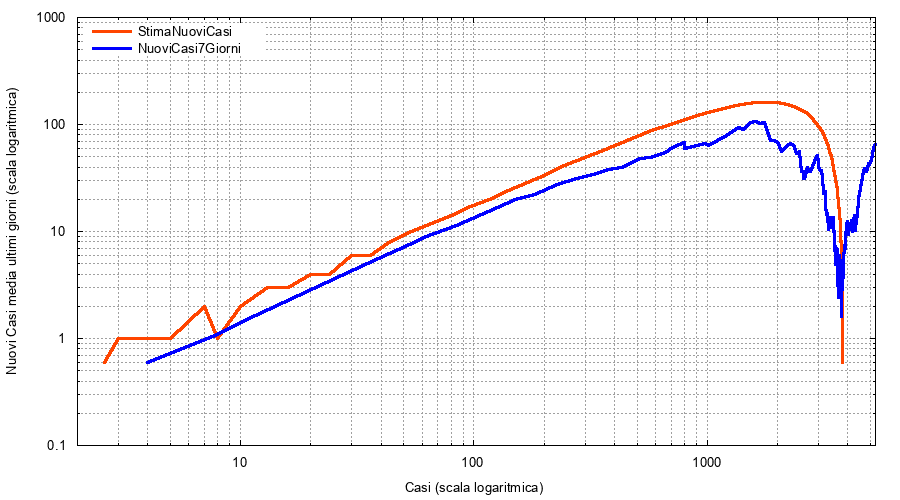 1000
StimaNuoviCasi
NuoviCasi7Giorni
100
10
1
0.1
Nuovi Casi media ultimi giorni (scala logaritmica)
10
100
1000
Casi (scala logaritmica)